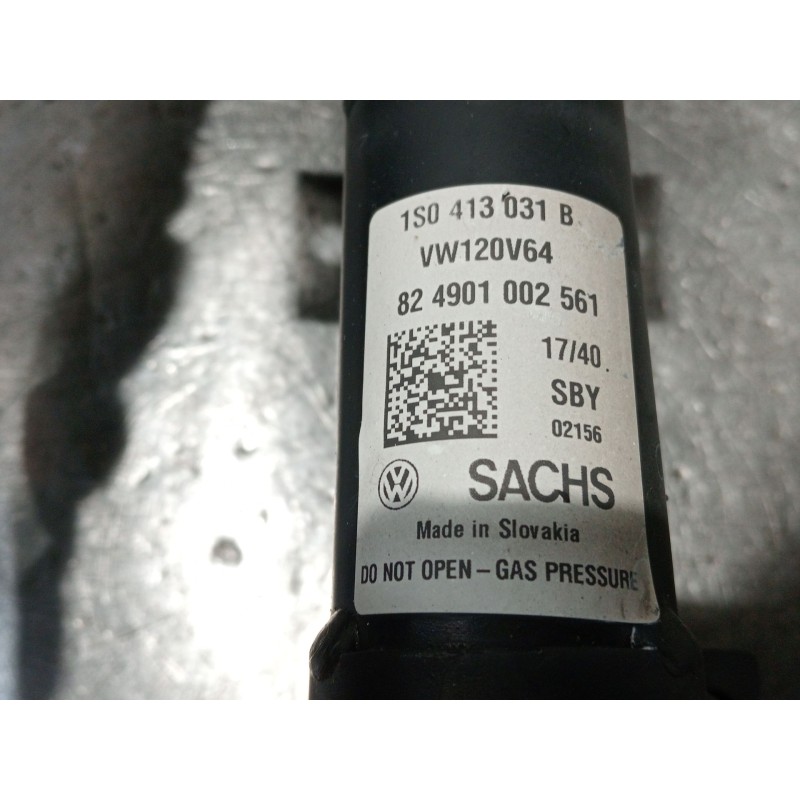 1S0 413 031 B
VW120V64
82 4901 002 561
17/40
SBY
02156
VW SACHS
Made in Slovakia
DO NOT OPEN – GAS PRESSURE